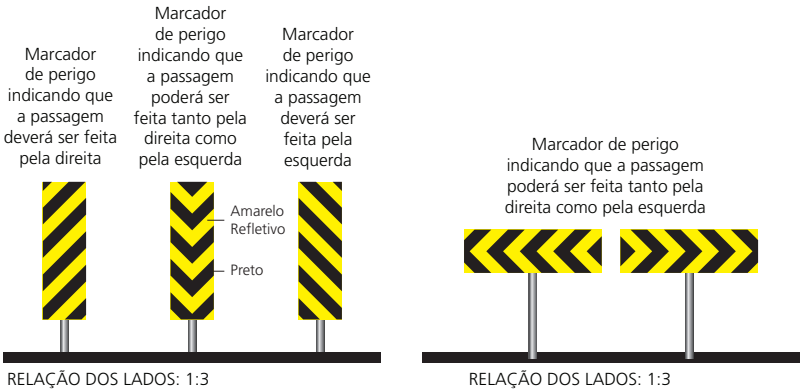 Marcador
de perigo
indicando que
a passagem
deverá ser feita
pela direita
Marcador
de perigo
indicando que
a passagem
poderá ser
feita tanto pela
direita como
pela esquerda
Marcador
de perigo
indicando que
a passagem
deverá ser
feita pela
esquerda
Amarelo
Refletivo
Preto
RELAÇÃO DOS LADOS: 1:3
Marcador de perigo
indicando que a passagem
poderá ser feita tanto pela
direita como pela esquerda
RELAÇÃO DOS LADOS: 1:3